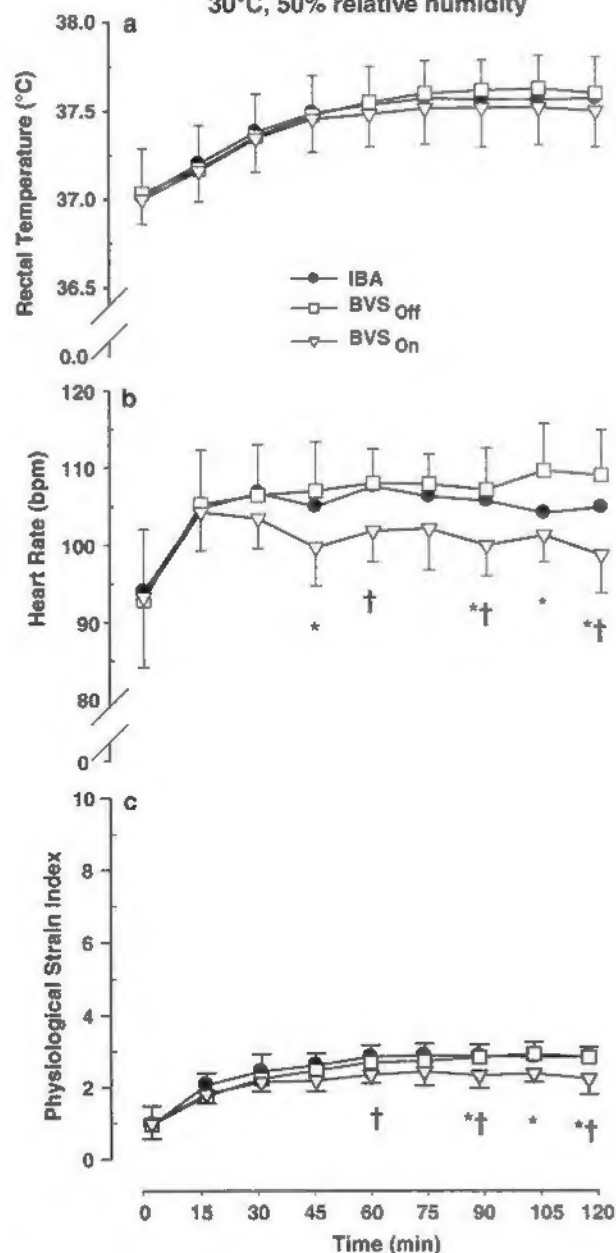 30°C, 50% relative humidity
a
38.0
37.5
37.0
36.5
0.0
Rectal Temperature (°C)
IBA
BVS Off
BVS On
b
120
110
100
90
80
0
Heart Rate (bpm)
*
†
*†
*
*†
c
10
8
6
4
2
0
Physiological Strain Index
†
*†
*
*†
0 15 30 45 60 75 90 105 120
Time (min)